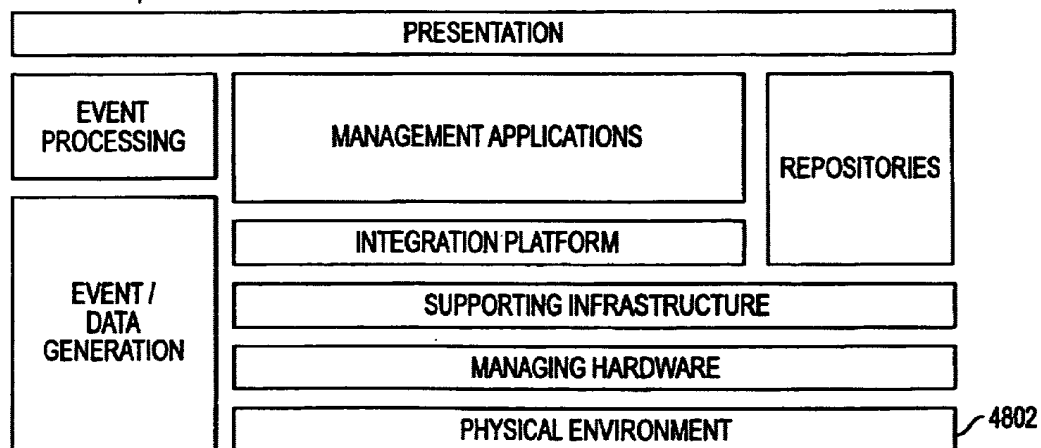 PRESENTATION
EVENT
PROCESSING
MANAGEMENT APPLICATIONS
REPOSITORIES
INTEGRATION PLATFORM
EVENT /
DATA
GENERATION
SUPPORTING INFRASTRUCTURE
MANAGING HARDWARE
PHYSICAL ENVIRONMENT
4802